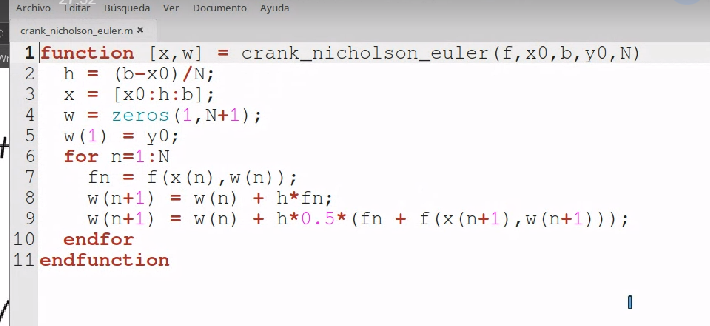 Archivo Editar Búsqueda Ver Documento Ayuda
crank_nicholson_euler.m ×
1 function [x,w] = crank_nicholson_euler(f,x0,b,y0,N)
2 h = (b-x0)/N;
3 x = [x0:h:b];
4 w = zeros(1,N+1);
5 w(1) = y0;
6 for n=1:N
7 fn = f(x(n),w(n));
8 w(n+1) = w(n) + h*fn;
9 w(n+1) = w(n) + h*0.5*(fn + f(x(n+1),w(n+1)));
10 endfor
11 endfunction